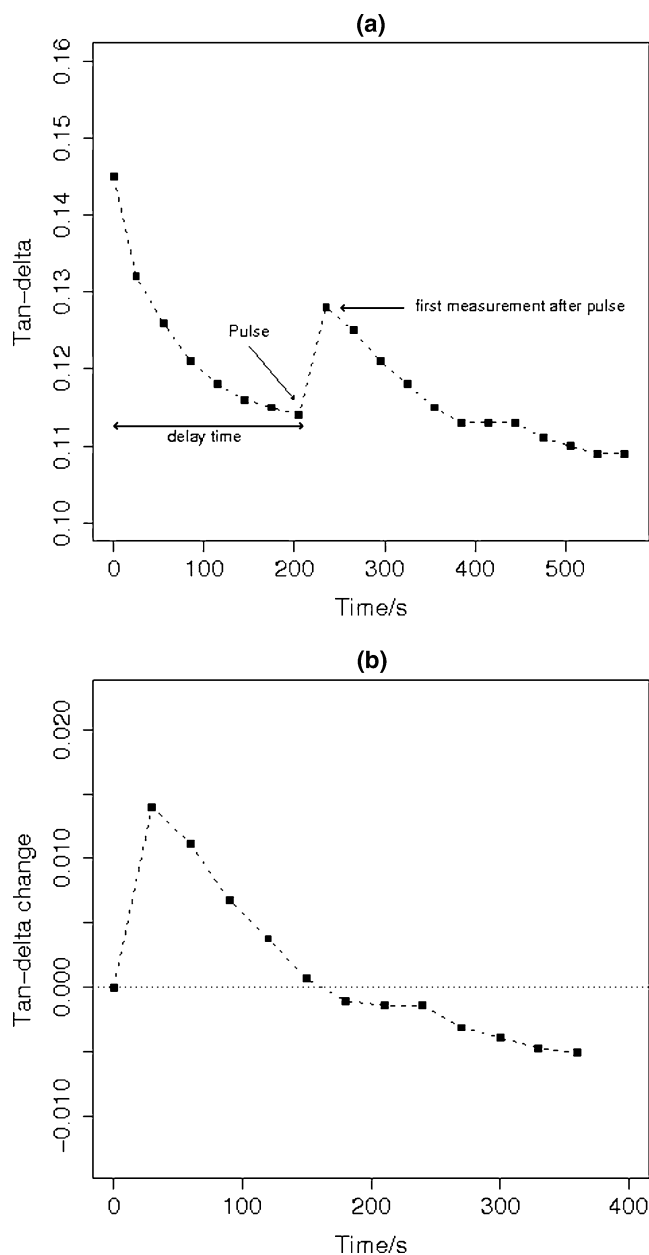 (a)
0.16
0.15
0.14
0.13
0.12
0.11
0.10
Tan-delta
Pulse
first measurement after pulse
delay time
0 100 200 300 400 500
Time/s
(b)
0.020
0.010
0.000
-0.010
Tan-delta change
0 100 200 300 400
Time/s